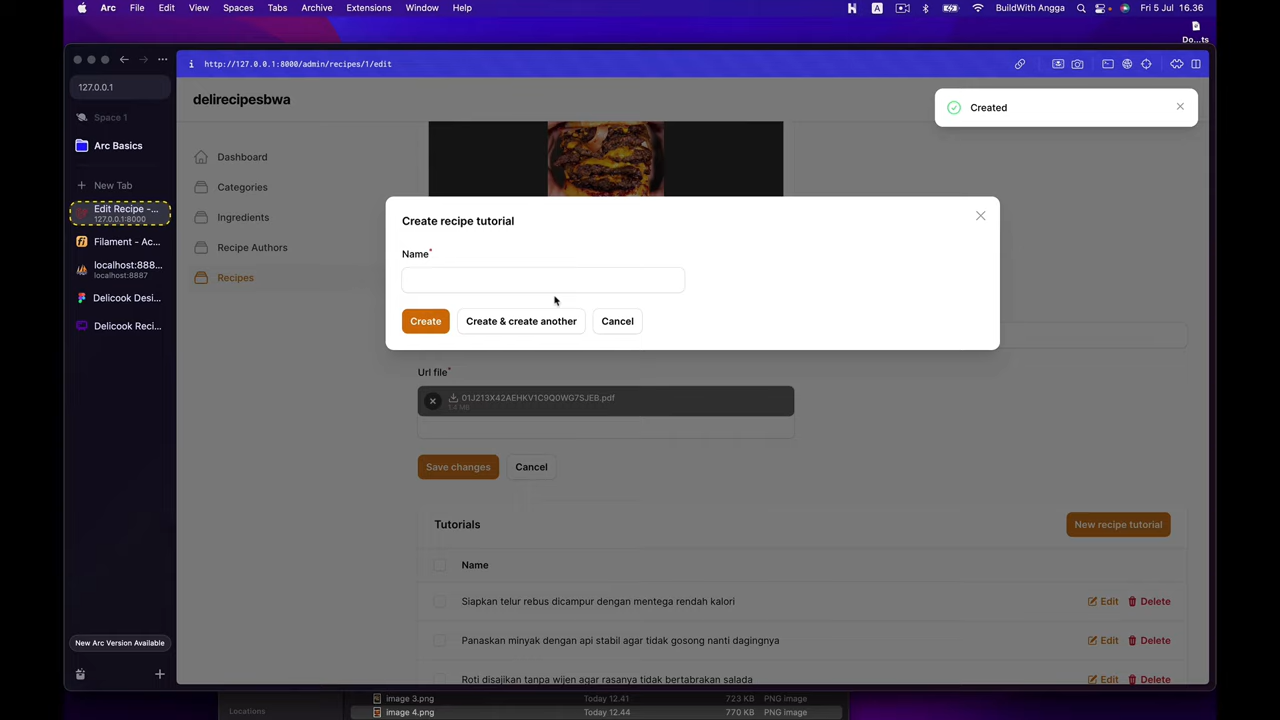 Arc File Edit View Spaces Tabs Archive Extensions Window Help
A BuildWith Angga Fri 5 Jul 16.36
Do...ts
127.0.0.1
http://127.0.0.1:8000/admin/recipes/1/edit
Space 1
Arc Basics
New Tab
Edit Recipe -...
127.0.0.1:8000
Filament - Ac...
localhost:888...
localhost:8887
Delicook Desi...
Delicook Reci...
New Arc Version Available
delirecipesbwa
Dashboard
Categories
Ingredients
Recipe Authors
Recipes
Created
Create recipe tutorial
Name*
Create
Create & create another
Cancel
Url file*
01J213X42AEHKV1C9Q0WG7SJEB.pdf
1.4 MB
Save changes
Cancel
Tutorials
New recipe tutorial
Name
Siapkan telur rebus dicampur dengan mentega rendah kalori Edit Delete
Panaskan minyak dengan api stabil agar tidak gosong nanti dagingnya Edit Delete
Roti disajikan tanpa wijen agar rasanya tidak bertabrakan salada Edit Delete
Locations
image 3.png Today 12.41 723 KB PNG image
image 4.png Today 12.44 770 KB PNG image